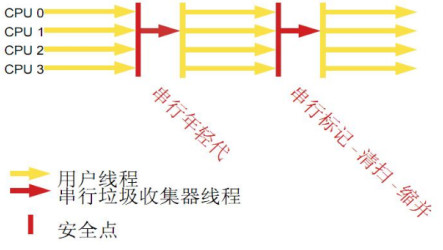 CPU 0
CPU 1
CPU 2
CPU 3
串行年轻代
串行标记-清扫-缩并
用户线程
串行垃圾收集器线程
安全点